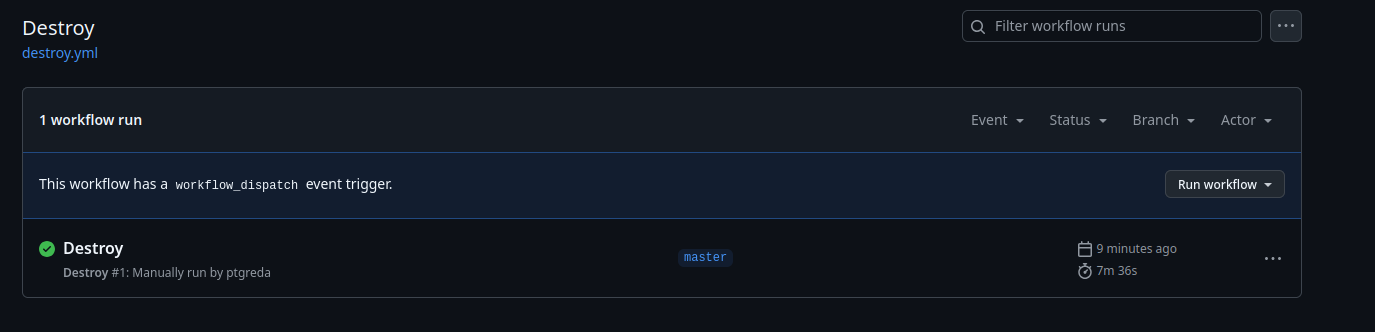 Destroy
Filter workflow runs
destroy.yml
1 workflow run
Event
Status
Branch
Actor
This workflow has a workflow_dispatch event trigger.
Run workflow
Destroy
master
9 minutes ago
Destroy #1: Manually run by ptgreda
7m 36s